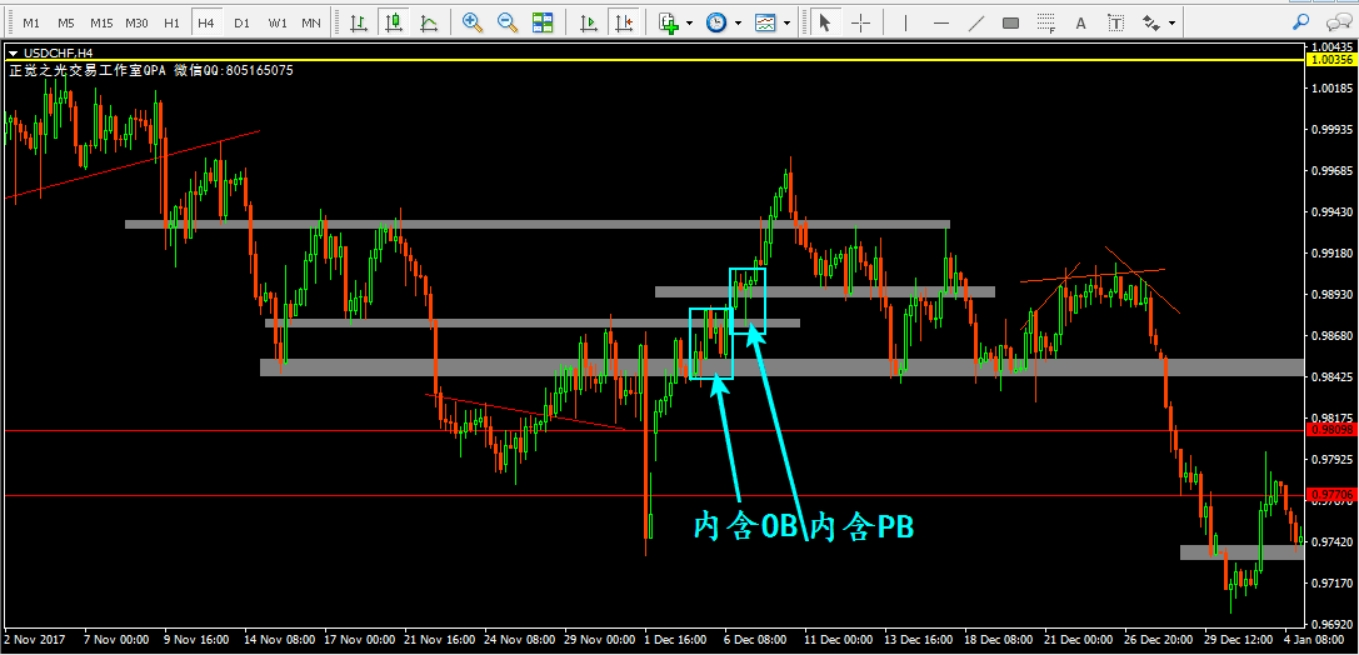 M1 M5 M15 M30 H1 H4 D1 W1 MN
A T
USDCHF,H4
正觉之光交易工作室QPA 微信QQ:805165075
1.00435
1.00356
1.00185
0.99935
0.99685
0.99430
0.99180
0.98930
0.98680
0.98425
0.98175
0.98098
0.97925
0.97706
0.97420
0.97170
0.96920
内含OB 内含PB
2 Nov 2017 7 Nov 00:00 9 Nov 16:00 14 Nov 08:00 17 Nov 00:00 21 Nov 16:00 24 Nov 08:00 29 Nov 00:00 1 Dec 16:00 6 Dec 08:00 11 Dec 00:00 13 Dec 16:00 18 Dec 08:00 21 Dec 00:00 26 Dec 20:00 29 Dec 12:00 4 Jan 08:00